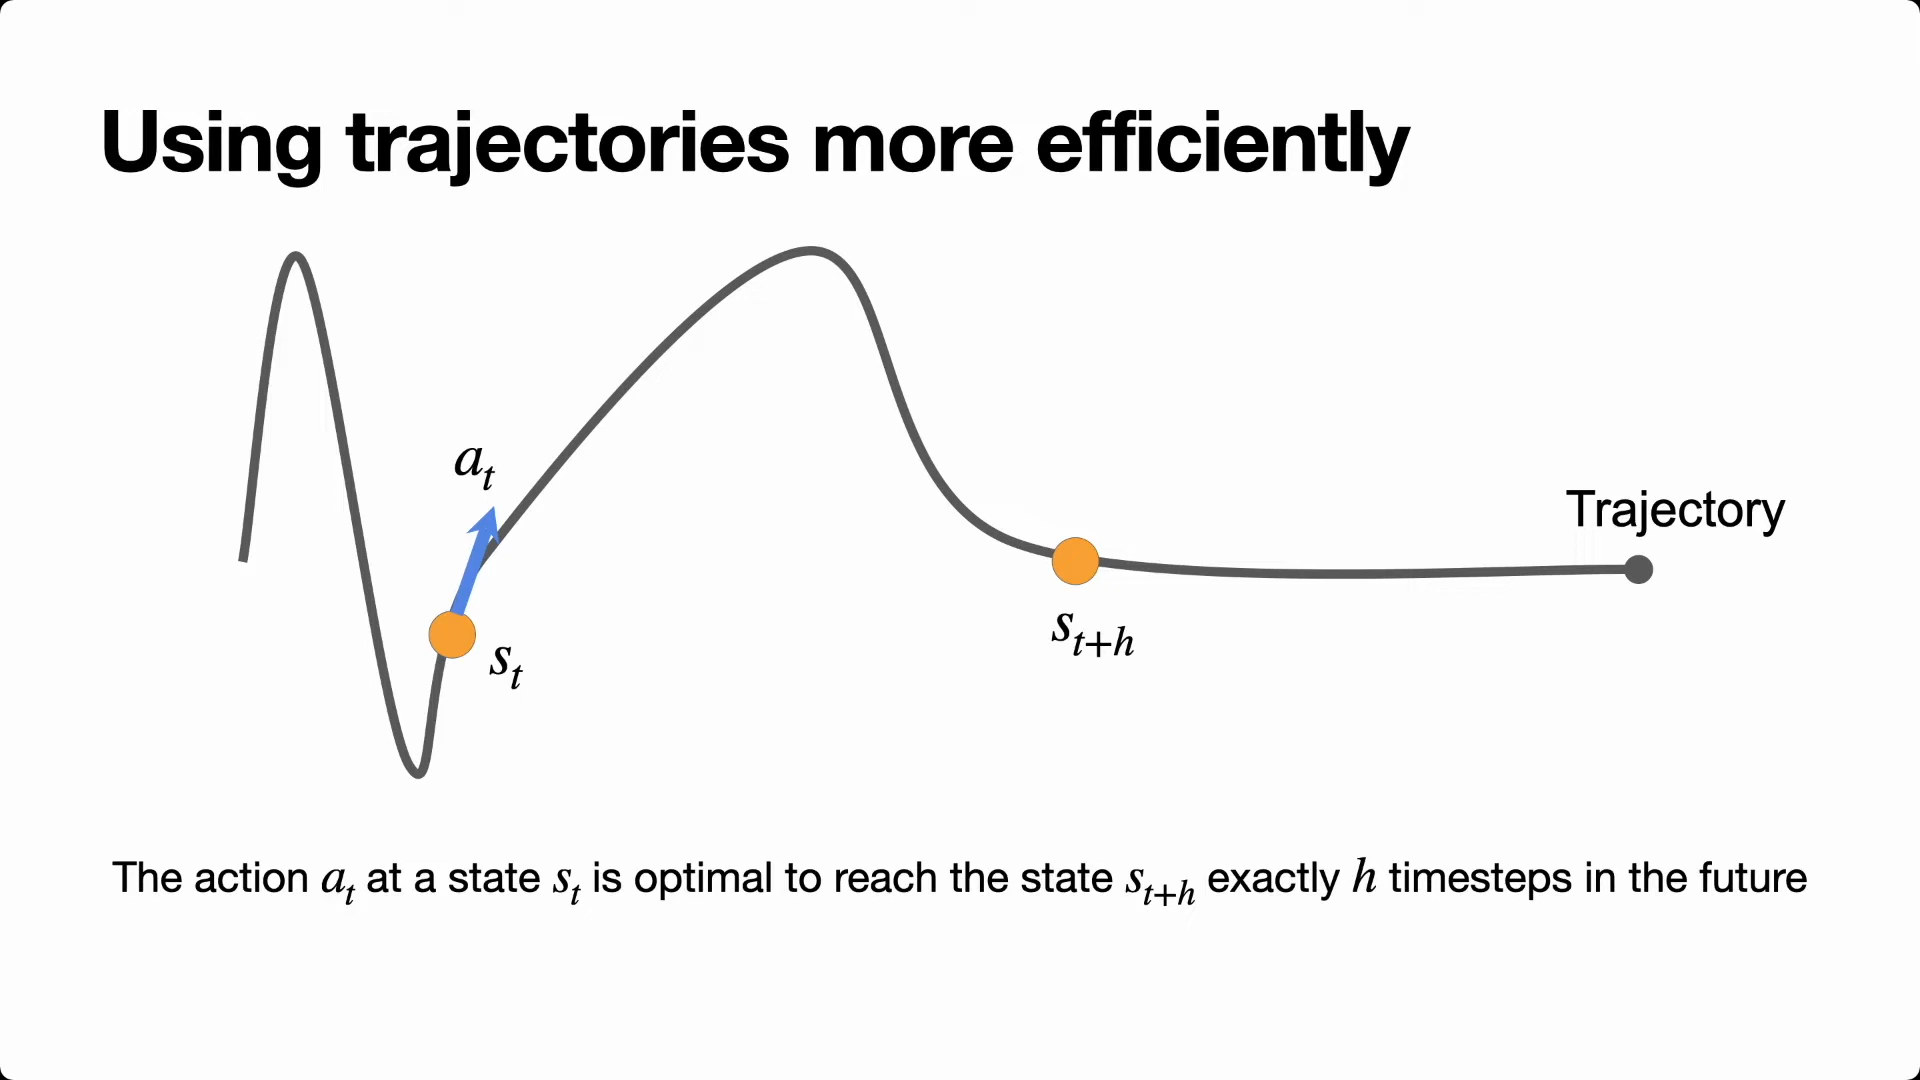 Using trajectories more efficiently
a_t
Trajectory
s_{t+h}
s_t
The action a_t at a state s_t is optimal to reach the state s_{t+h} exactly h timesteps in the future